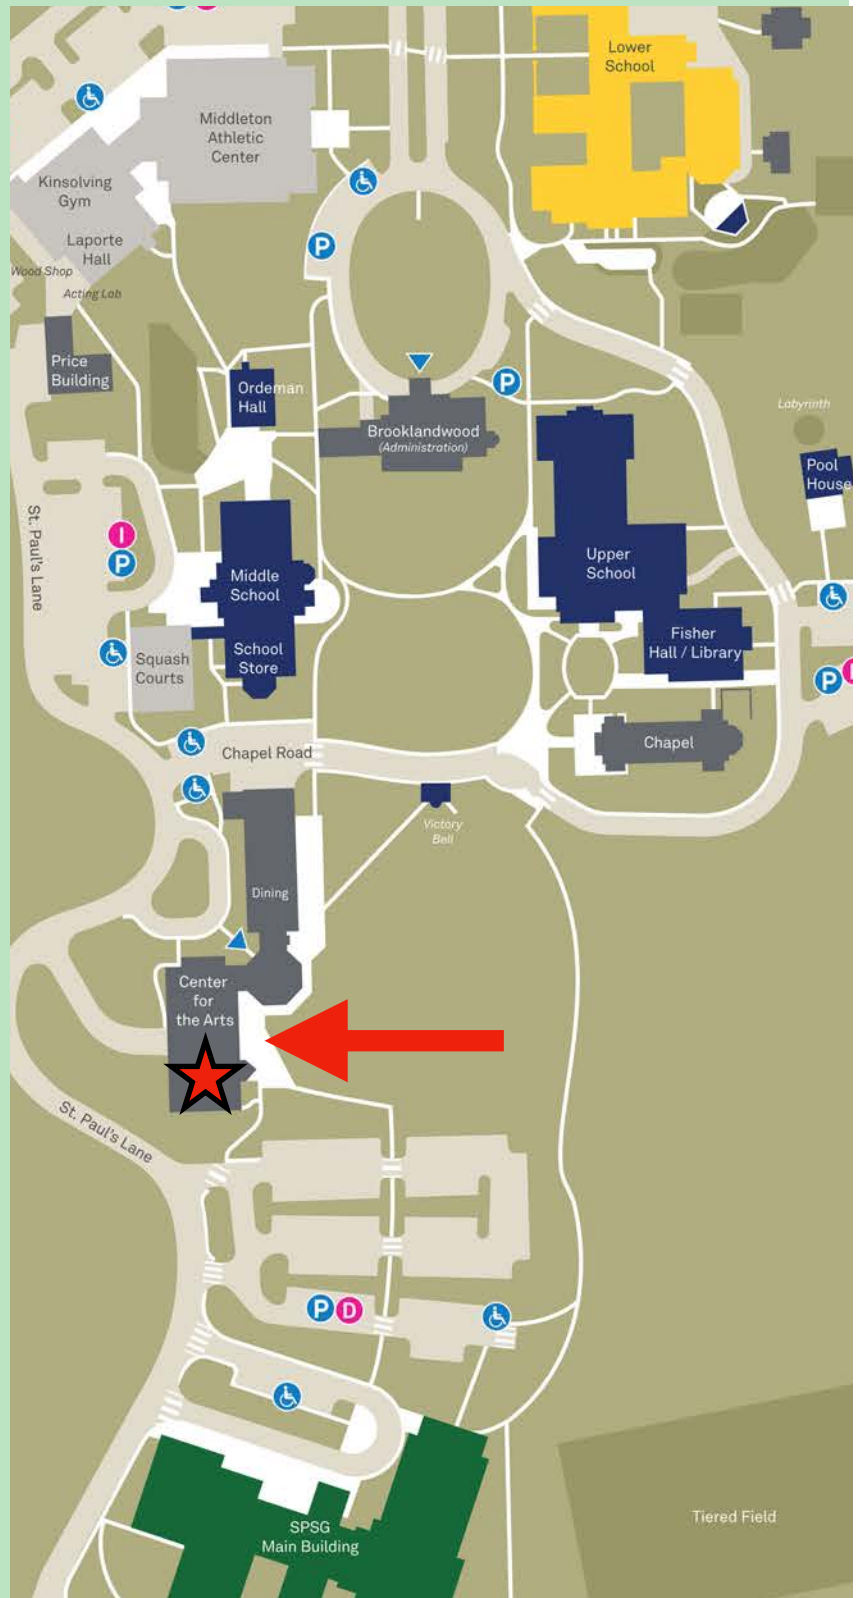 Lower
School
Middleton
Athletic
Center
Kinsolving
Gym
Laporte
Hall
Wood Shop
Acting Lab
P
Price
Building
Ordeman
Hall
P
Brooklandwood
(Administration)
Labyrinth
Pool
House
St. Paul's Lane
I
P
Middle
School
Upper
School
School
Store
Squash
Courts
Fisher
Hall / Library
P
Chapel Road
Chapel
Victory
Bell
Dining
Center
for
the Arts
St. Paul's Lane
P D
SPSG
Main Building
Tiered Field